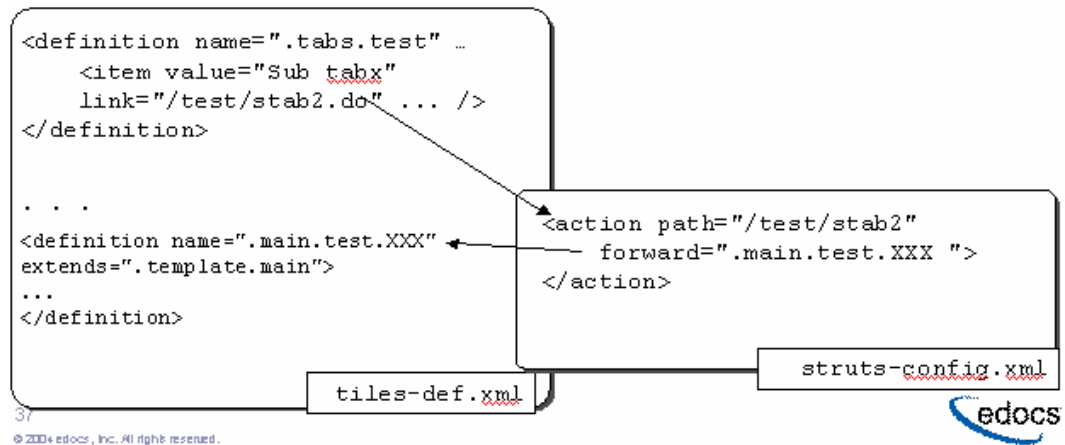 <definition name=".tabs.test" …
<item value="Sub tabx"
link="/test/stab2.do" ... />
</definition>
. . .
<definition name=".main.test.XXX"
extends=".template.main">
...
</definition>
tiles-def.xml
<action path="/test/stab2"
forward=".main.test.XXX ">
</action>
struts-config.xml
37
© 2004 edocs, Inc. All rights reserved.
edocs